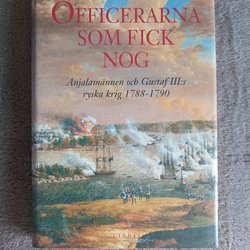 OFFICERARNA
SOM FICK
NOG
Anjalamännen och Gustaf III:s
ryska krig 1788-1790